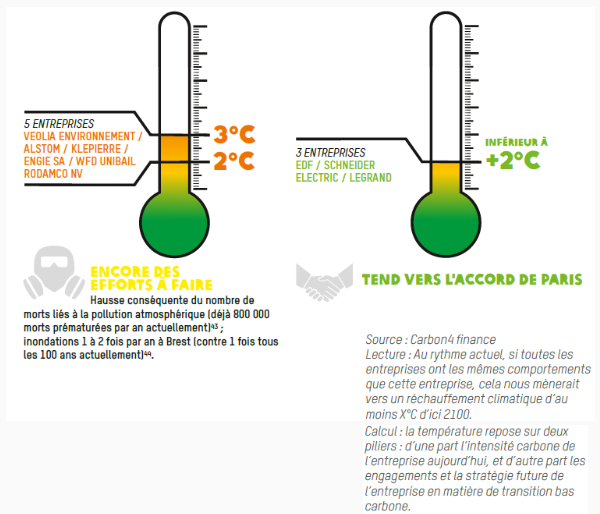 5 ENTREPRISES
VEOLIA ENVIRONNEMENT /
ALSTOM / KLEPIERRE /
ENGIE SA / WFD UNIBAIL
RODAMCO NV
3°C
2°C
ENCORE DES
EFFORTS À FAIRE
Hausse conséquente du nombre de
morts liés à la pollution atmosphérique (déjà 800 000
morts prématurées par an actuellement)⁴³ ;
inondations 1 à 2 fois par an à Brest (contre 1 fois tous
les 100 ans actuellement)⁴⁴.
3 ENTREPRISES
EDF / SCHNEIDER
ELECTRIC / LEGRAND
INFÉRIEUR À
+2°C
TEND VERS L'ACCORD DE PARIS
Source : Carbon4 finance
Lecture : Au rythme actuel, si toutes les
entreprises ont les mêmes comportements
que cette entreprise, cela nous mènerait
vers un réchauffement climatique d'au
moins X°C d'ici 2100.
Calcul : la température repose sur deux
piliers : d'une part l'intensité carbone de
l'entreprise aujourd'hui, et d'autre part les
engagements et la stratégie future de
l'entreprise en matière de transition bas
carbone.